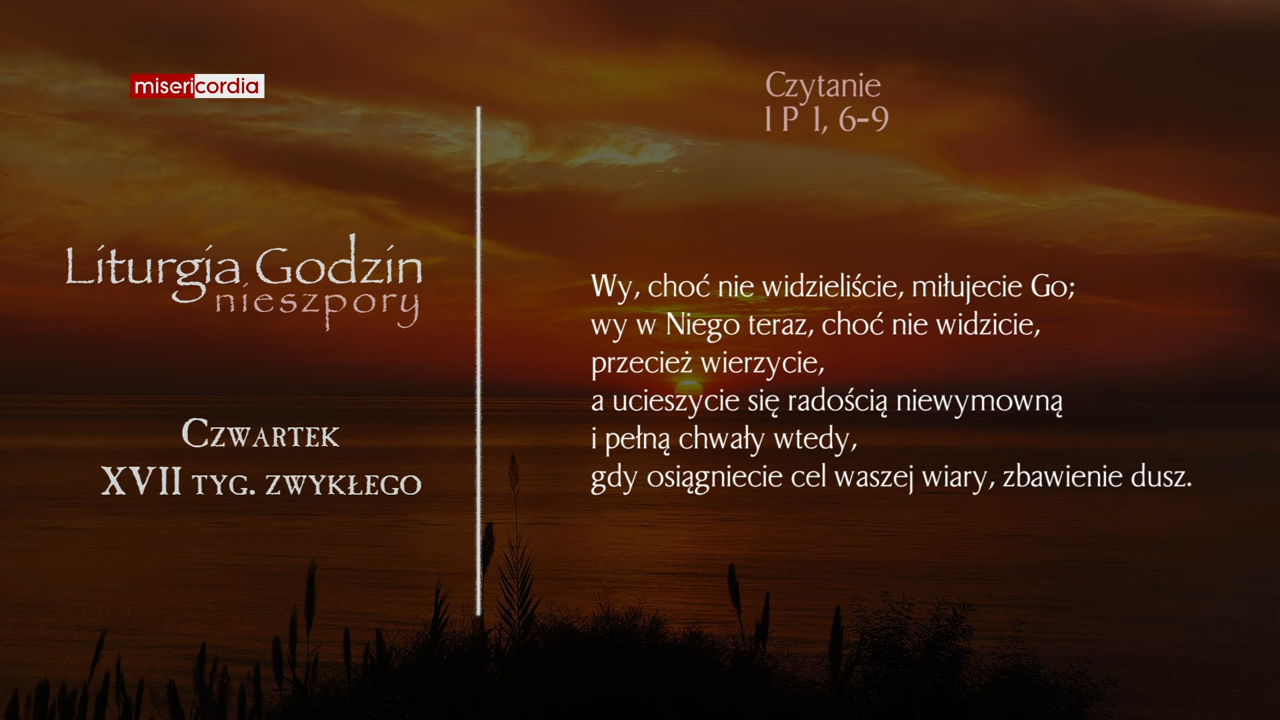 misericordia
Czytanie
1 P 1, 6-9
Liturgia Godzin
nieszpory
Czwartek
XVII tyg. zwykłego
Wy, choć nie widzieliście, miłujecie Go;
wy w Niego teraz, choć nie widzicie,
przecież wierzycie,
a ucieszycie się radością niewymowną
i pełną chwały wtedy,
gdy osiągniecie cel waszej wiary, zbawienie dusz.